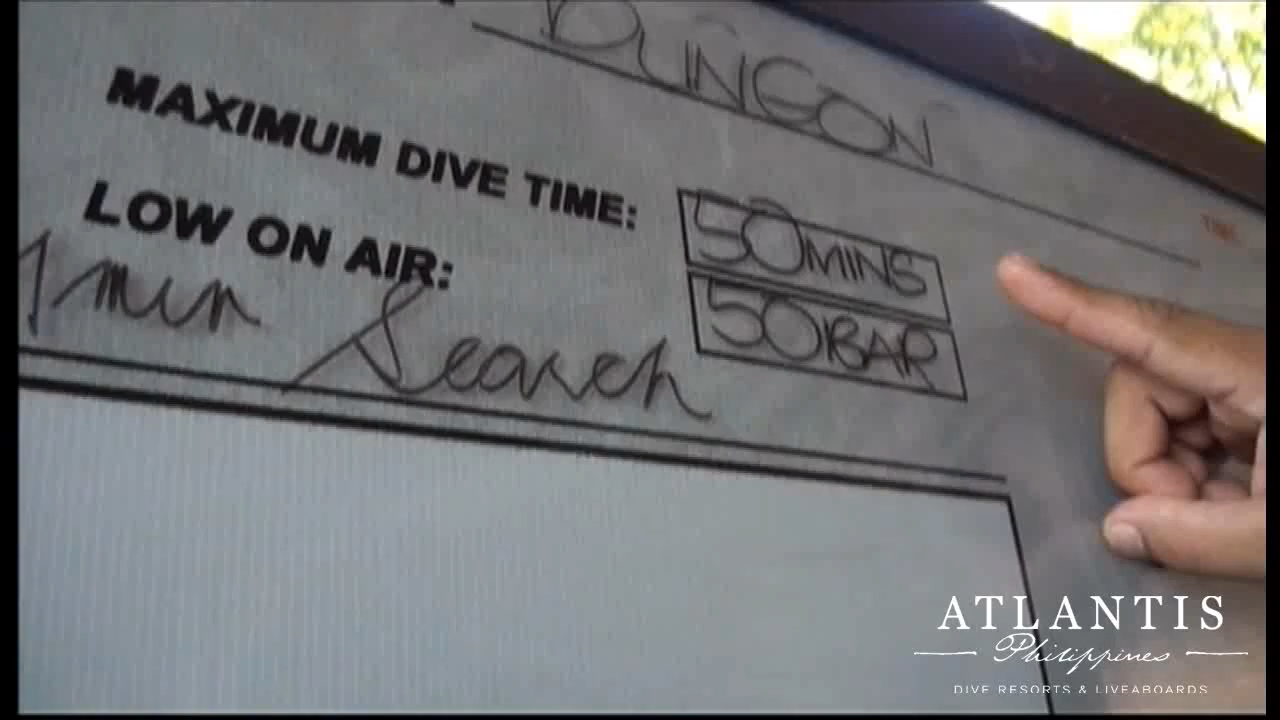 DUNGON
MAXIMUM DIVE TIME: 50MINS
LOW ON AIR: 50BAR
1 min Search
ATLANTIS
Philippines
DIVE RESORTS & LIVEABOARDS